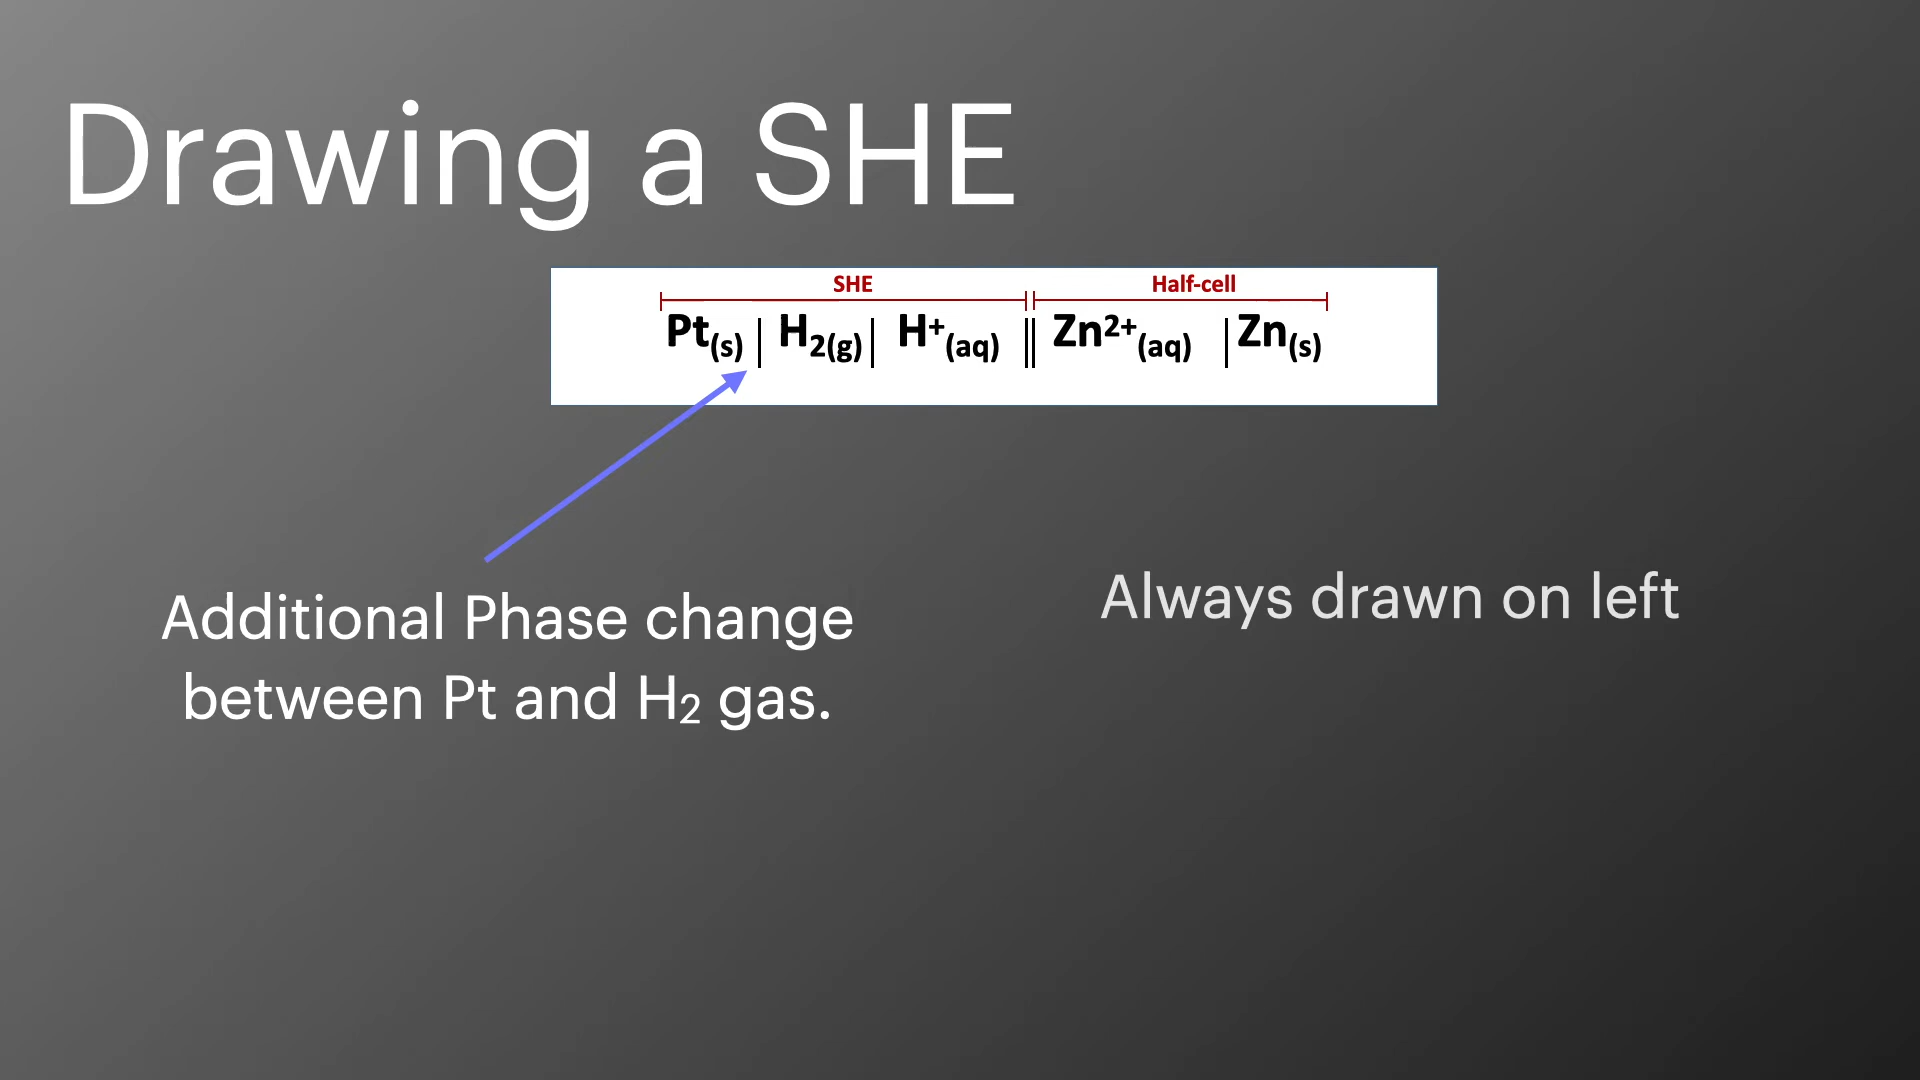 Drawing a SHE
SHE Half-cell
Pt(s) | H2(g) | H+(aq) || Zn2+(aq) | Zn(s)
Additional Phase change
between Pt and H2 gas.
Always drawn on left